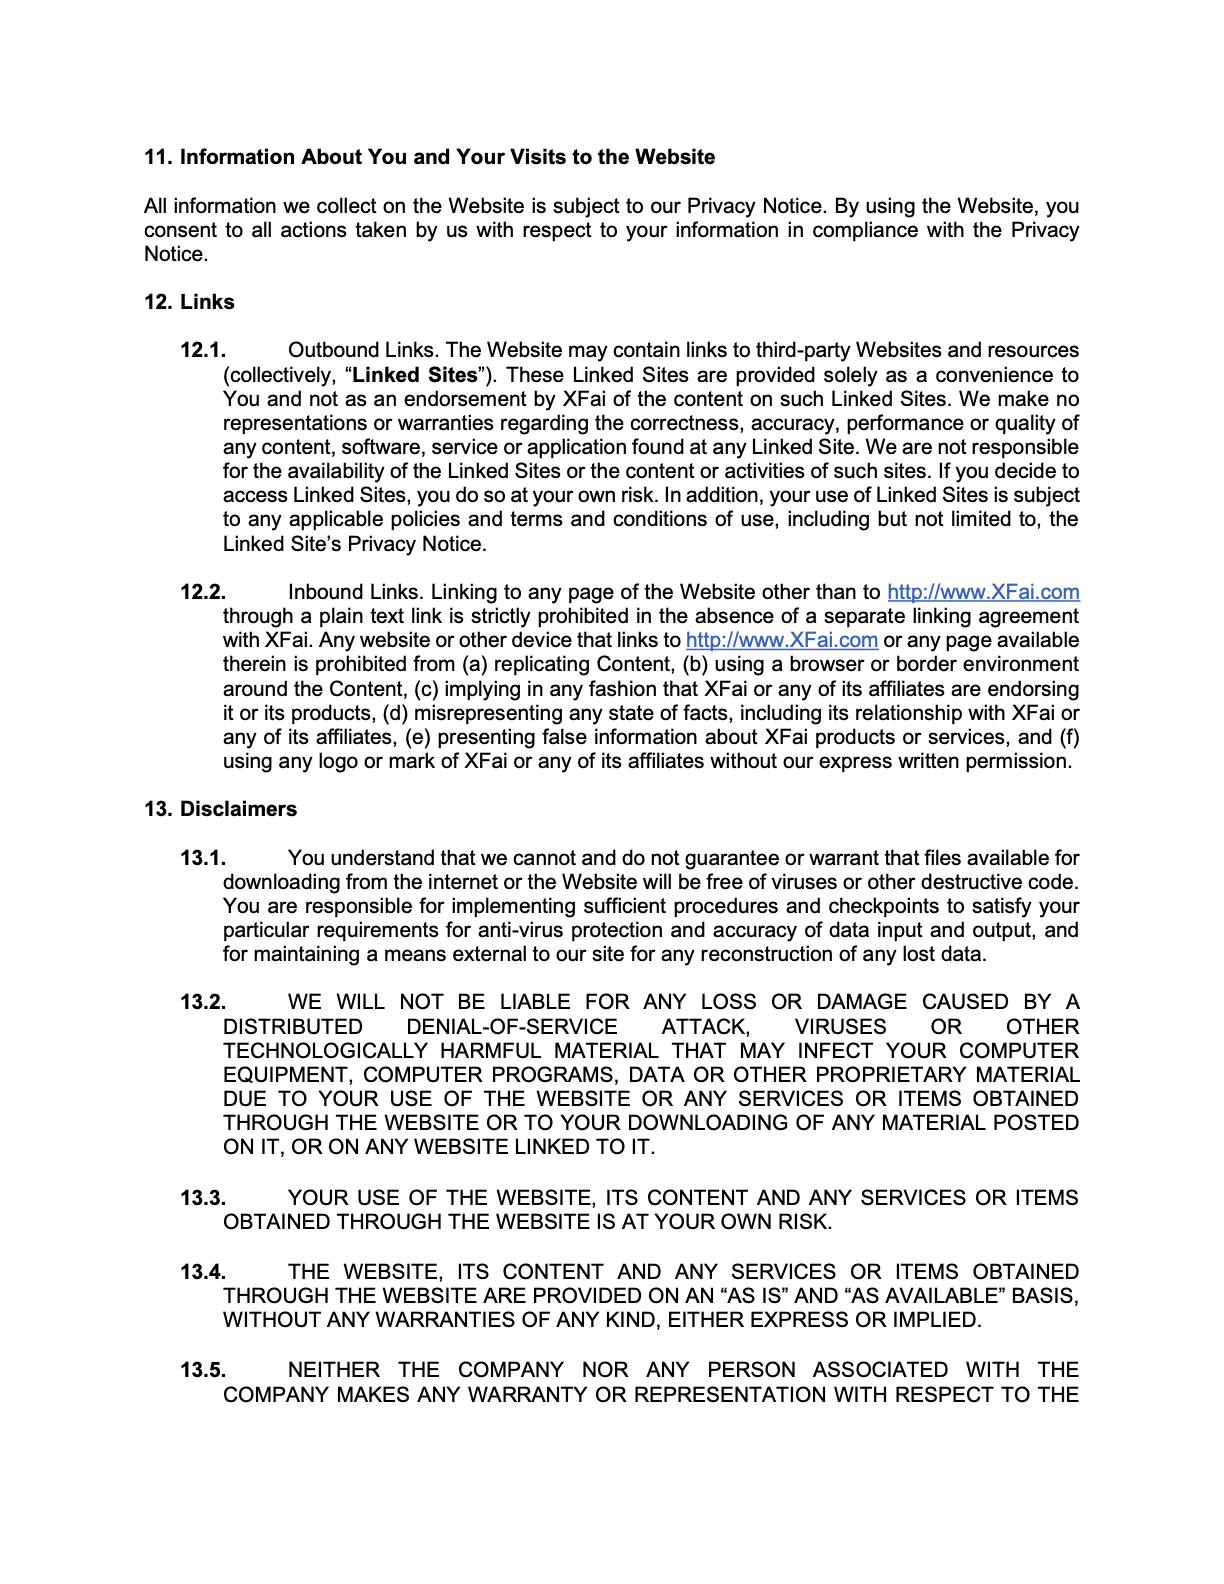 11. Information About You and Your Visits to the Website
All information we collect on the Website is subject to our Privacy Notice. By using the Website, you
consent to all actions taken by us with respect to your information in compliance with the Privacy
Notice.
12. Links
12.1. Outbound Links. The Website may contain links to third-party Websites and resources
(collectively, “Linked Sites”). These Linked Sites are provided solely as a convenience to
You and not as an endorsement by XFai of the content on such Linked Sites. We make no
representations or warranties regarding the correctness, accuracy, performance or quality of
any content, software, service or application found at any Linked Site. We are not responsible
for the availability of the Linked Sites or the content or activities of such sites. If you decide to
access Linked Sites, you do so at your own risk. In addition, your use of Linked Sites is subject
to any applicable policies and terms and conditions of use, including but not limited to, the
Linked Site’s Privacy Notice.
12.2. Inbound Links. Linking to any page of the Website other than to http://www.XFai.com
through a plain text link is strictly prohibited in the absence of a separate linking agreement
with XFai. Any website or other device that links to http://www.XFai.com or any page available
therein is prohibited from (a) replicating Content, (b) using a browser or border environment
around the Content, (c) implying in any fashion that XFai or any of its affiliates are endorsing
it or its products, (d) misrepresenting any state of facts, including its relationship with XFai or
any of its affiliates, (e) presenting false information about XFai products or services, and (f)
using any logo or mark of XFai or any of its affiliates without our express written permission.
13. Disclaimers
13.1. You understand that we cannot and do not guarantee or warrant that files available for
downloading from the internet or the Website will be free of viruses or other destructive code.
You are responsible for implementing sufficient procedures and checkpoints to satisfy your
particular requirements for anti-virus protection and accuracy of data input and output, and
for maintaining a means external to our site for any reconstruction of any lost data.
13.2. WE WILL NOT BE LIABLE FOR ANY LOSS OR DAMAGE CAUSED BY A
DISTRIBUTED DENIAL-OF-SERVICE ATTACK, VIRUSES OR OTHER
TECHNOLOGICALLY HARMFUL MATERIAL THAT MAY INFECT YOUR COMPUTER
EQUIPMENT, COMPUTER PROGRAMS, DATA OR OTHER PROPRIETARY MATERIAL
DUE TO YOUR USE OF THE WEBSITE OR ANY SERVICES OR ITEMS OBTAINED
THROUGH THE WEBSITE OR TO YOUR DOWNLOADING OF ANY MATERIAL POSTED
ON IT, OR ON ANY WEBSITE LINKED TO IT.
13.3. YOUR USE OF THE WEBSITE, ITS CONTENT AND ANY SERVICES OR ITEMS
OBTAINED THROUGH THE WEBSITE IS AT YOUR OWN RISK.
13.4. THE WEBSITE, ITS CONTENT AND ANY SERVICES OR ITEMS OBTAINED
THROUGH THE WEBSITE ARE PROVIDED ON AN “AS IS” AND “AS AVAILABLE” BASIS,
WITHOUT ANY WARRANTIES OF ANY KIND, EITHER EXPRESS OR IMPLIED.
13.5. NEITHER THE COMPANY NOR ANY PERSON ASSOCIATED WITH THE
COMPANY MAKES ANY WARRANTY OR REPRESENTATION WITH RESPECT TO THE